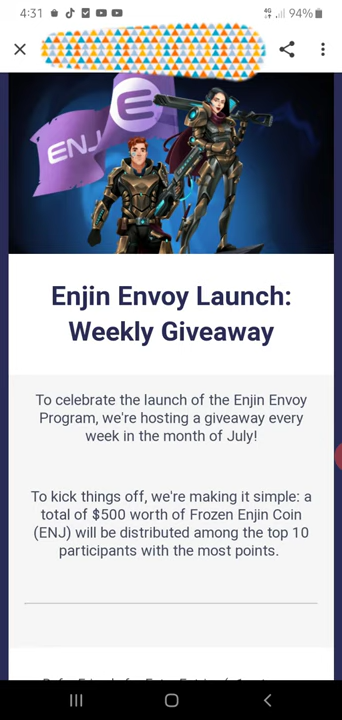 4:31
4G
94%
E
ENJ
Enjin Envoy Launch:
Weekly Giveaway
To celebrate the launch of the Enjin Envoy
Program, we're hosting a giveaway every
week in the month of July!
To kick things off, we're making it simple: a
total of $500 worth of Frozen Enjin Coin
(ENJ) will be distributed among the top 10
participants with the most points.